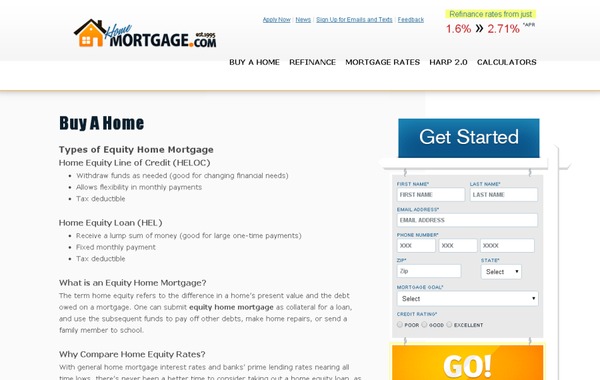 Home
MORTGAGE.COM
est.1995
Apply Now | News | Sign Up for Emails and Texts | Feedback
Refinance rates from just
1.6% » 2.71% *APR
BUY A HOME REFINANCE MORTGAGE RATES HARP 2.0 CALCULATORS
Buy A Home
Types of Equity Home Mortgage
Home Equity Line of Credit (HELOC)
• Withdraw funds as needed (good for changing financial needs)
• Allows flexibility in monthly payments
• Tax deductible
Home Equity Loan (HEL)
• Receive a lump sum of money (good for large one-time payments)
• Fixed monthly payment
• Tax deductible
What is an Equity Home Mortgage?
The term home equity refers to the difference in a home's present value and the debt
owed on a mortgage. One can submit equity home mortgage as collateral for a loan,
and use the subsequent funds to pay off other debts, make home repairs, or send a
family member to school.
Why Compare Home Equity Rates?
With general home mortgage interest rates and banks' prime lending rates nearing all
time lows, there's never been a better time to consider taking out a home equity loan, as
Get Started
FIRST NAME* LAST NAME*
FIRST NAME LAST NAME
EMAIL ADDRESS*
EMAIL ADDRESS
PHONE NUMBER*
XXX XXX XXXX
ZIP* STATE*
Zip Select
MORTGAGE GOAL*
Select
CREDIT RATING*
POOR GOOD EXCELLENT
GO!